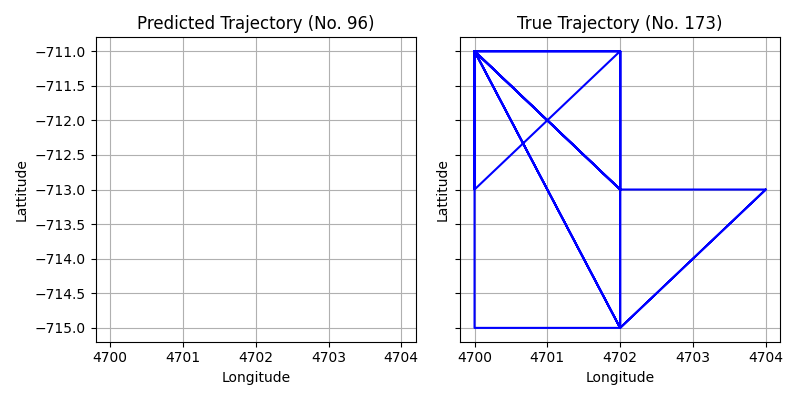 Predicted Trajectory (No. 96)
True Trajectory (No. 173)
−711.0
−711.5
−712.0
−712.5
−713.0
−713.5
−714.0
−714.5
−715.0
Lattitude
Lattitude
4700 4701 4702 4703 4704
4700 4701 4702 4703 4704
Longitude
Longitude